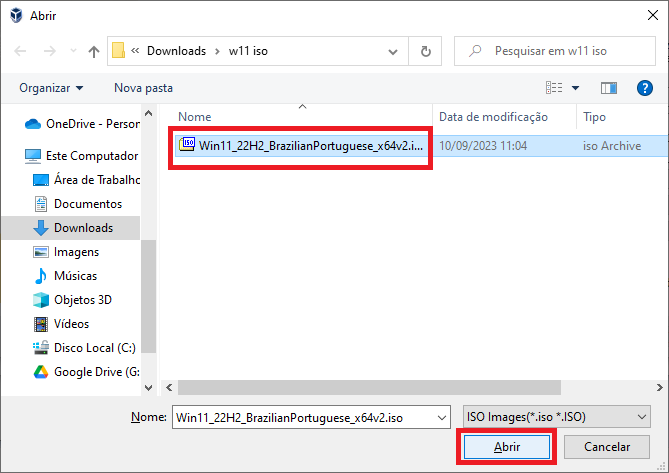 Abrir
« Downloads › w11 iso
Pesquisar em w11 iso
Organizar
Nova pasta
Nome
Data de modificação
Tipo
OneDrive - Person
Este Computador
Área de Trabalho
Documentos
Downloads
Imagens
Músicas
Objetos 3D
Vídeos
Disco Local (C:)
Google Drive (G:
ISO
Win11_22H2_BrazilianPortuguese_x64v2.i...
10/09/2023 11:04
iso Archive
Nome:
Win11_22H2_BrazilianPortuguese_x64v2.iso
ISO Images(*.iso *.ISO)
Abrir
Cancelar